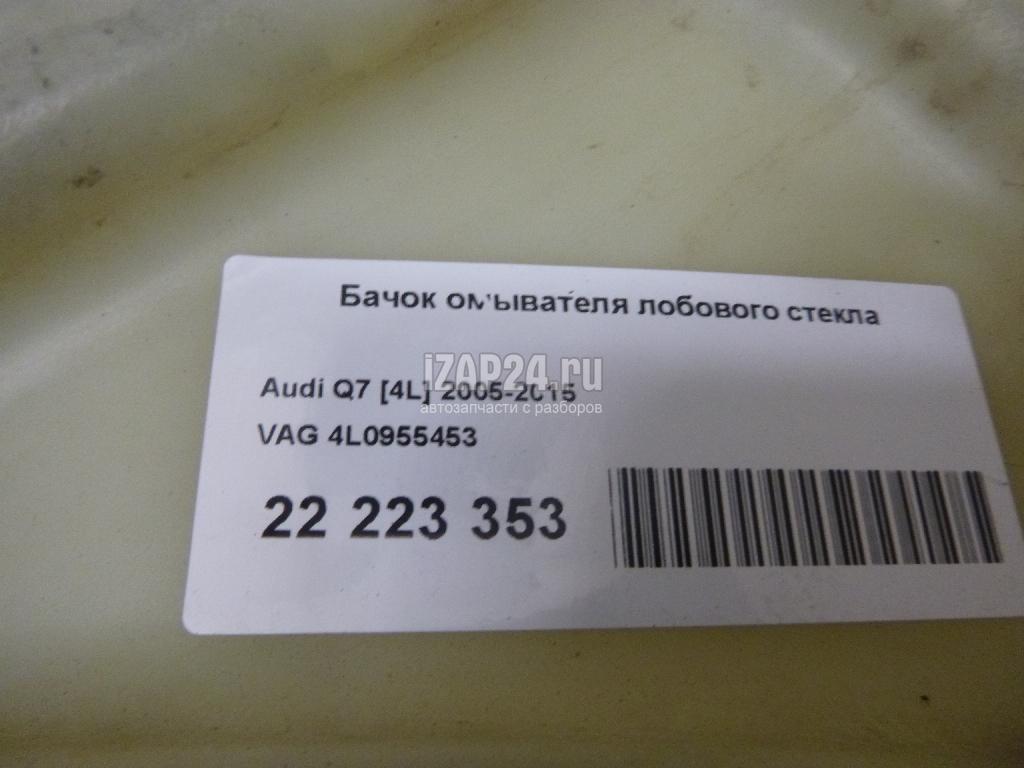 Бачок омывателя лобового стекла
iZAP24.ru
Audi Q7 [4L] 2005-2015
автозапчасти с разборов
VAG 4L0955453
22 223 353